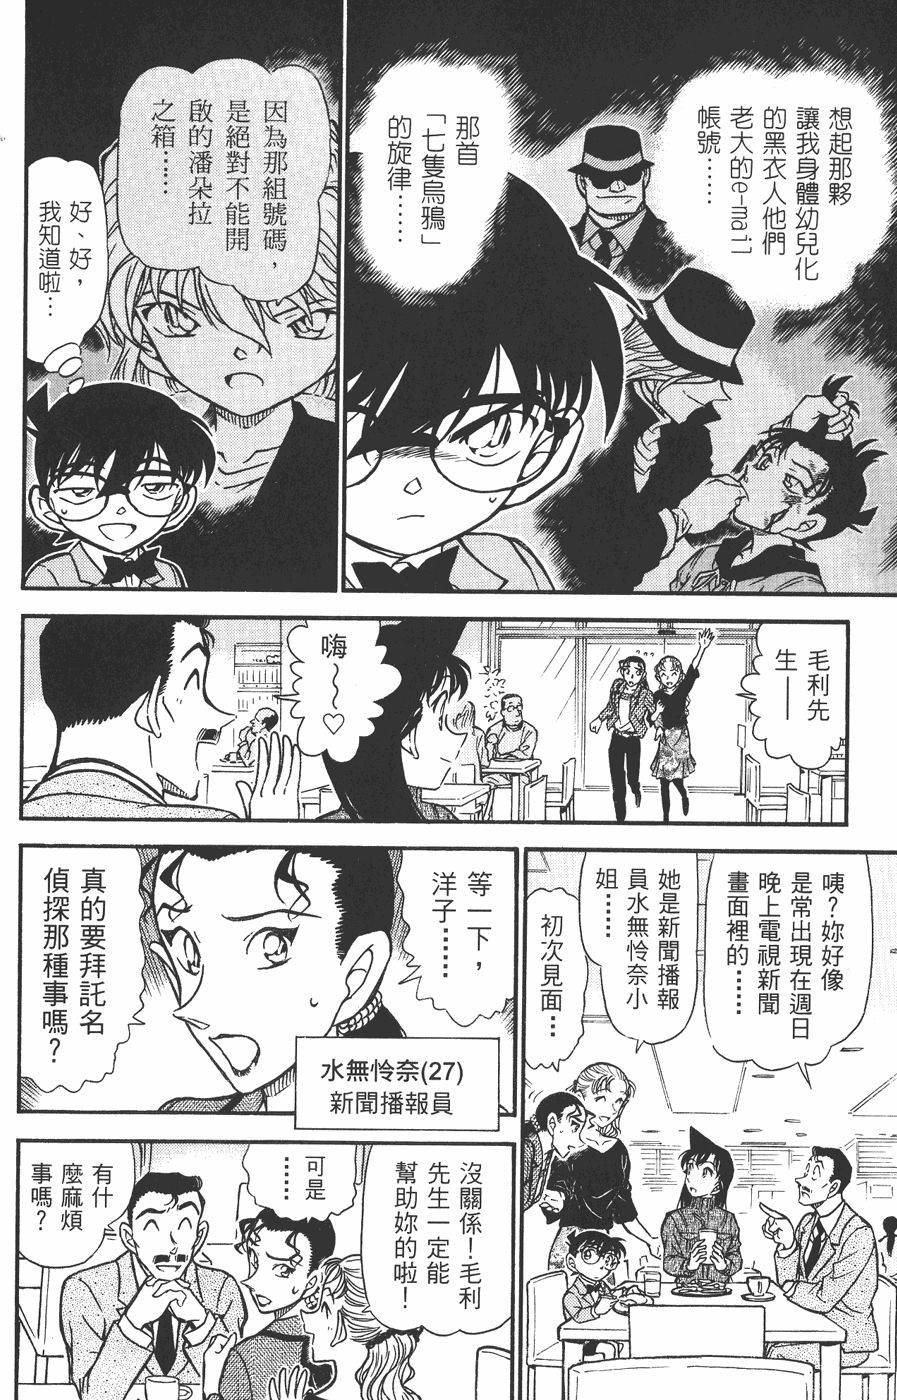 想起那夥
讓我身體幼兒化
的黑衣人他們
老大的e-mail
帳號……
那首
「七隻烏鴉」
的旋律……
因為那組號碼，
是絕對不能開
啟的潘朵拉
之箱……
好、好，
我知道啦…
毛利先
生——
嗨～～♡
咦？妳好像
是常出現在週日
晚上電視新聞
畫面裡的……
她是新聞播報
員水無怜奈小
姐……
初次見面…
等一下，
洋子……
真的要拜託名
偵探那種事嗎？
水無怜奈(27)
新聞播報員
沒關係！毛利
先生一定能
幫助妳的啦！
可是
……
有什
麼麻煩
事嗎？